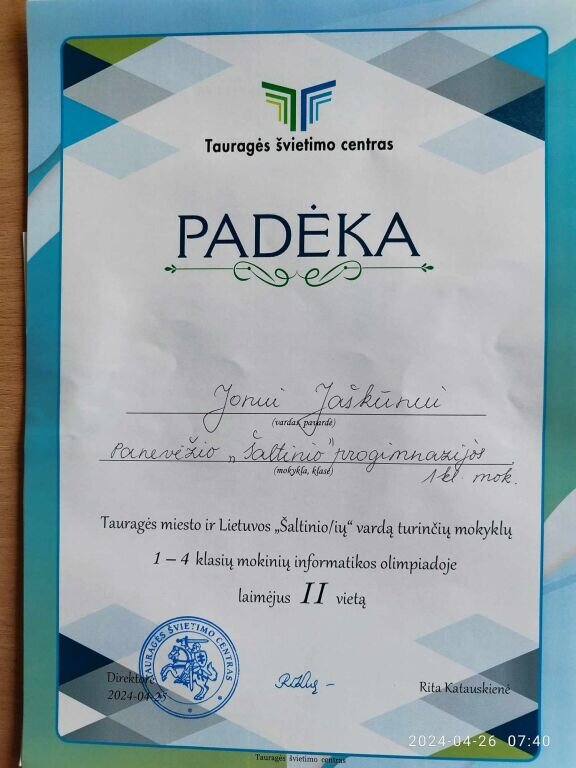 Tauragės švietimo centras
PADĖKA
Jonui Jaškūnui
(vardas, pavardė)
Panevėžio „Šaltinio" progimnazijos
(mokykla, klasė)
1 kl. mok.
Tauragės miesto ir Lietuvos „Šaltinio/ių“ vardą turinčių mokyklų
1 – 4 klasių mokinių informatikos olimpiadoje
laimėjus II vietą
TAURAGĖS ŠVIETIMO CENTRAS
Direktorė
2024-04-25
Rita Katauskienė
2024-04-26 07:40
Tauragės švietimo centras